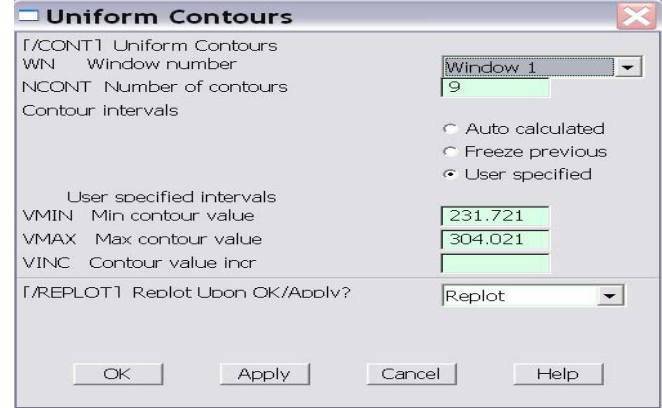 Uniform Contours
[/CONT] Uniform Contours
WN Window number Window 1
NCONT Number of contours 9
Contour intervals
Auto calculated
Freeze previous
User specified
User specified intervals
VMIN Min contour value 231.721
VMAX Max contour value 304.021
VINC Contour value incr
[/REPLOT] Replot Upon OK/Apply? Replot
OK Apply Cancel Help